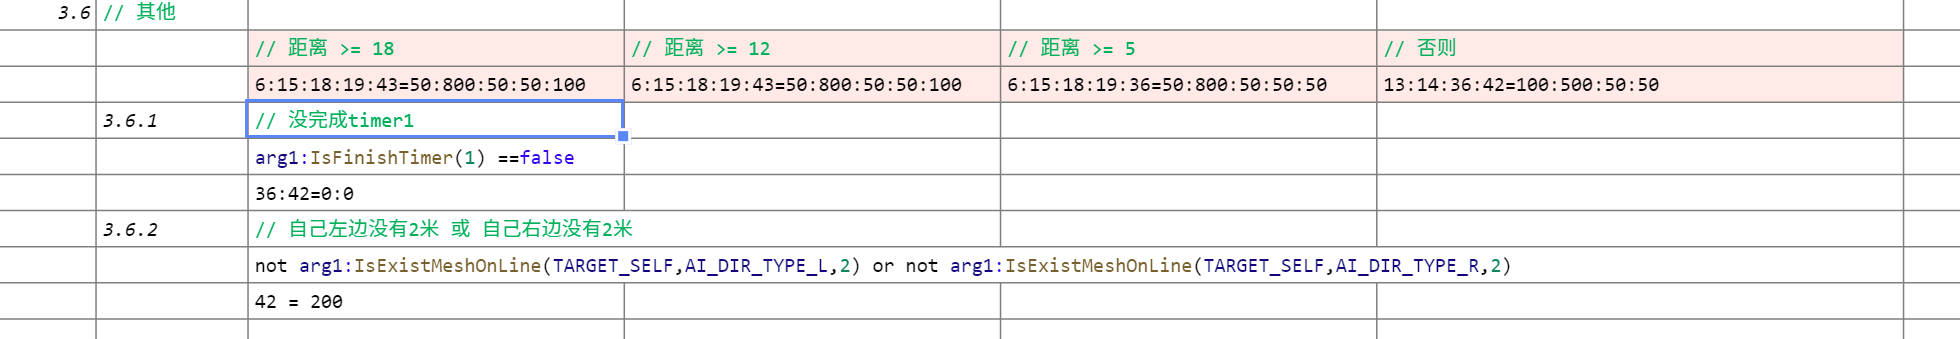 3.6 // 其他
// 距离 >= 18 // 距离 >= 12 // 距离 >= 5 // 否则
6:15:18:19:43=50:800:50:50:100 6:15:18:19:43=50:800:50:50:100 6:15:18:19:36=50:800:50:50:50 13:14:36:42=100:500:50:50
3.6.1 // 没完成timer1
arg1:IsFinishTimer(1) ==false
36:42=0:0
3.6.2 // 自己左边没有2米 或 自己右边没有2米
not arg1:IsExistMeshOnLine(TARGET_SELF,AI_DIR_TYPE_L,2) or not arg1:IsExistMeshOnLine(TARGET_SELF,AI_DIR_TYPE_R,2)
42 = 200